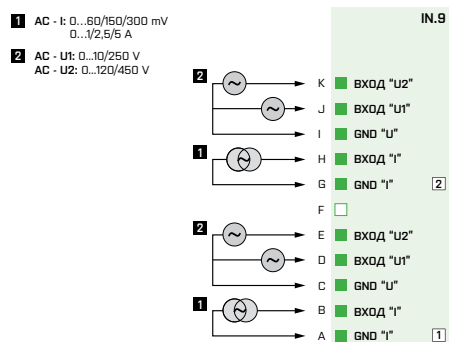 1 AC - I: 0...60/150/300 mV
0...1/2,5/5 A
2 AC - U1: 0...10/250 V
AC - U2: 0...120/450 V
IN.9
2
K ВХОД "U2"
J ВХОД "U1"
I GND "U"
1
H ВХОД "I"
G GND "I" 2
F
2
E ВХОД "U2"
D ВХОД "U1"
C GND "U"
1
B ВХОД "I"
A GND "I" 1